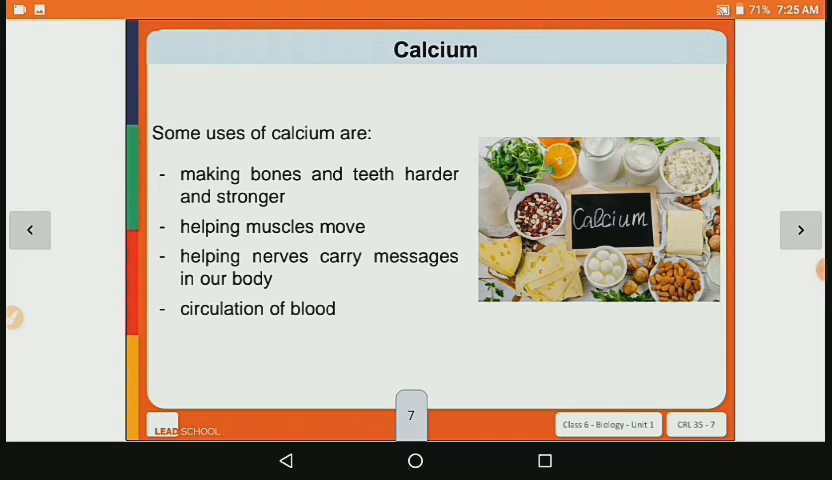 71% 7:25 AM
Calcium
Some uses of calcium are:
- making bones and teeth harder
and stronger
- helping muscles move
- helping nerves carry messages
in our body
- circulation of blood
Calcium
7
LEAD SCHOOL
Class 6 - Biology - Unit 1
CRL 35 - 7